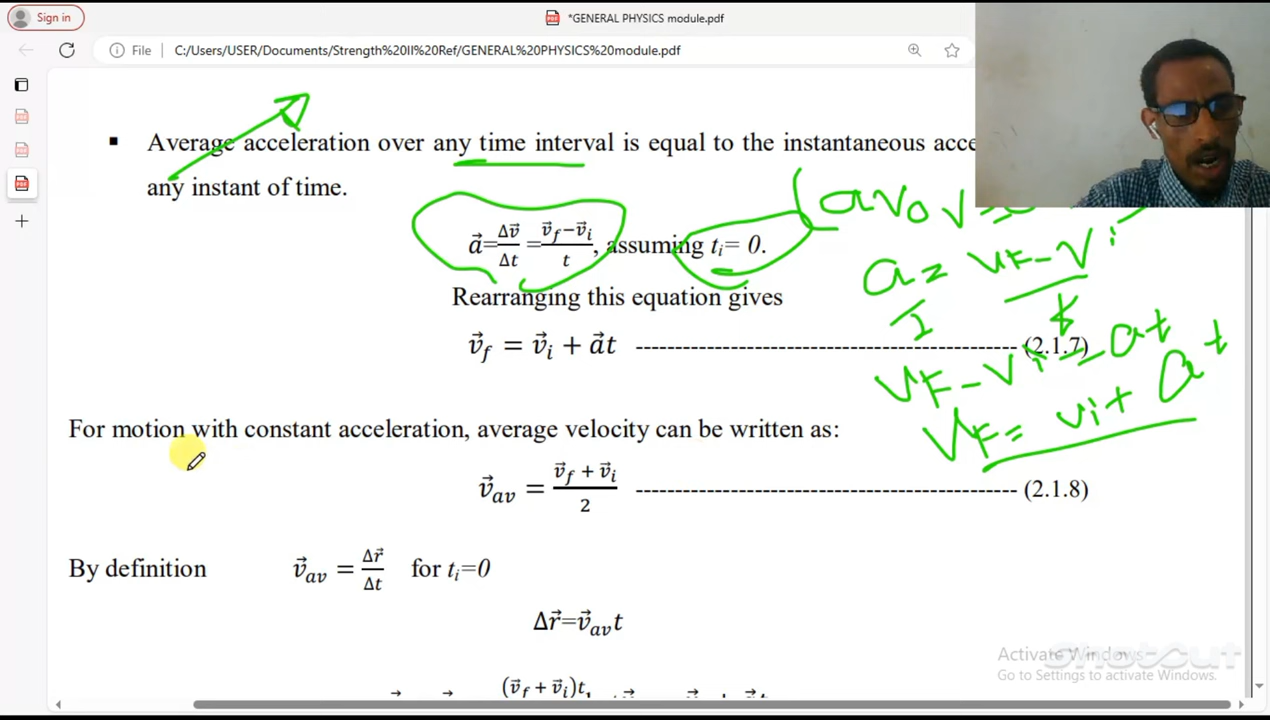 Sign in
*GENERAL PHYSICS module.pdf
File | C:/Users/USER/Documents/Strength%20II%20Ref/GENERAL%20PHYSICS%20module.pdf
▪ Average acceleration over any time interval is equal to the instantaneous acce
any instant of time.
a⃗=Δv⃗/Δt=(v⃗f−v⃗i)/t, assuming ti= 0.
a = (VF - Vi)/t
Rearranging this equation gives
v⃗f = v⃗i + a⃗t ------------------------------------------------ (2.1.7)
VF - Vi = at
VF = Vi + at
For motion with constant acceleration, average velocity can be written as:
v⃗av = (v⃗f + v⃗i)/2 ------------------------------------------------ (2.1.8)
By definition v⃗av = Δr⃗/Δt for ti=0
Δr⃗=v⃗avt
(v⃗f + v⃗i)t,
Activate Windows
Go to Settings to activate Windows.
Shotcut